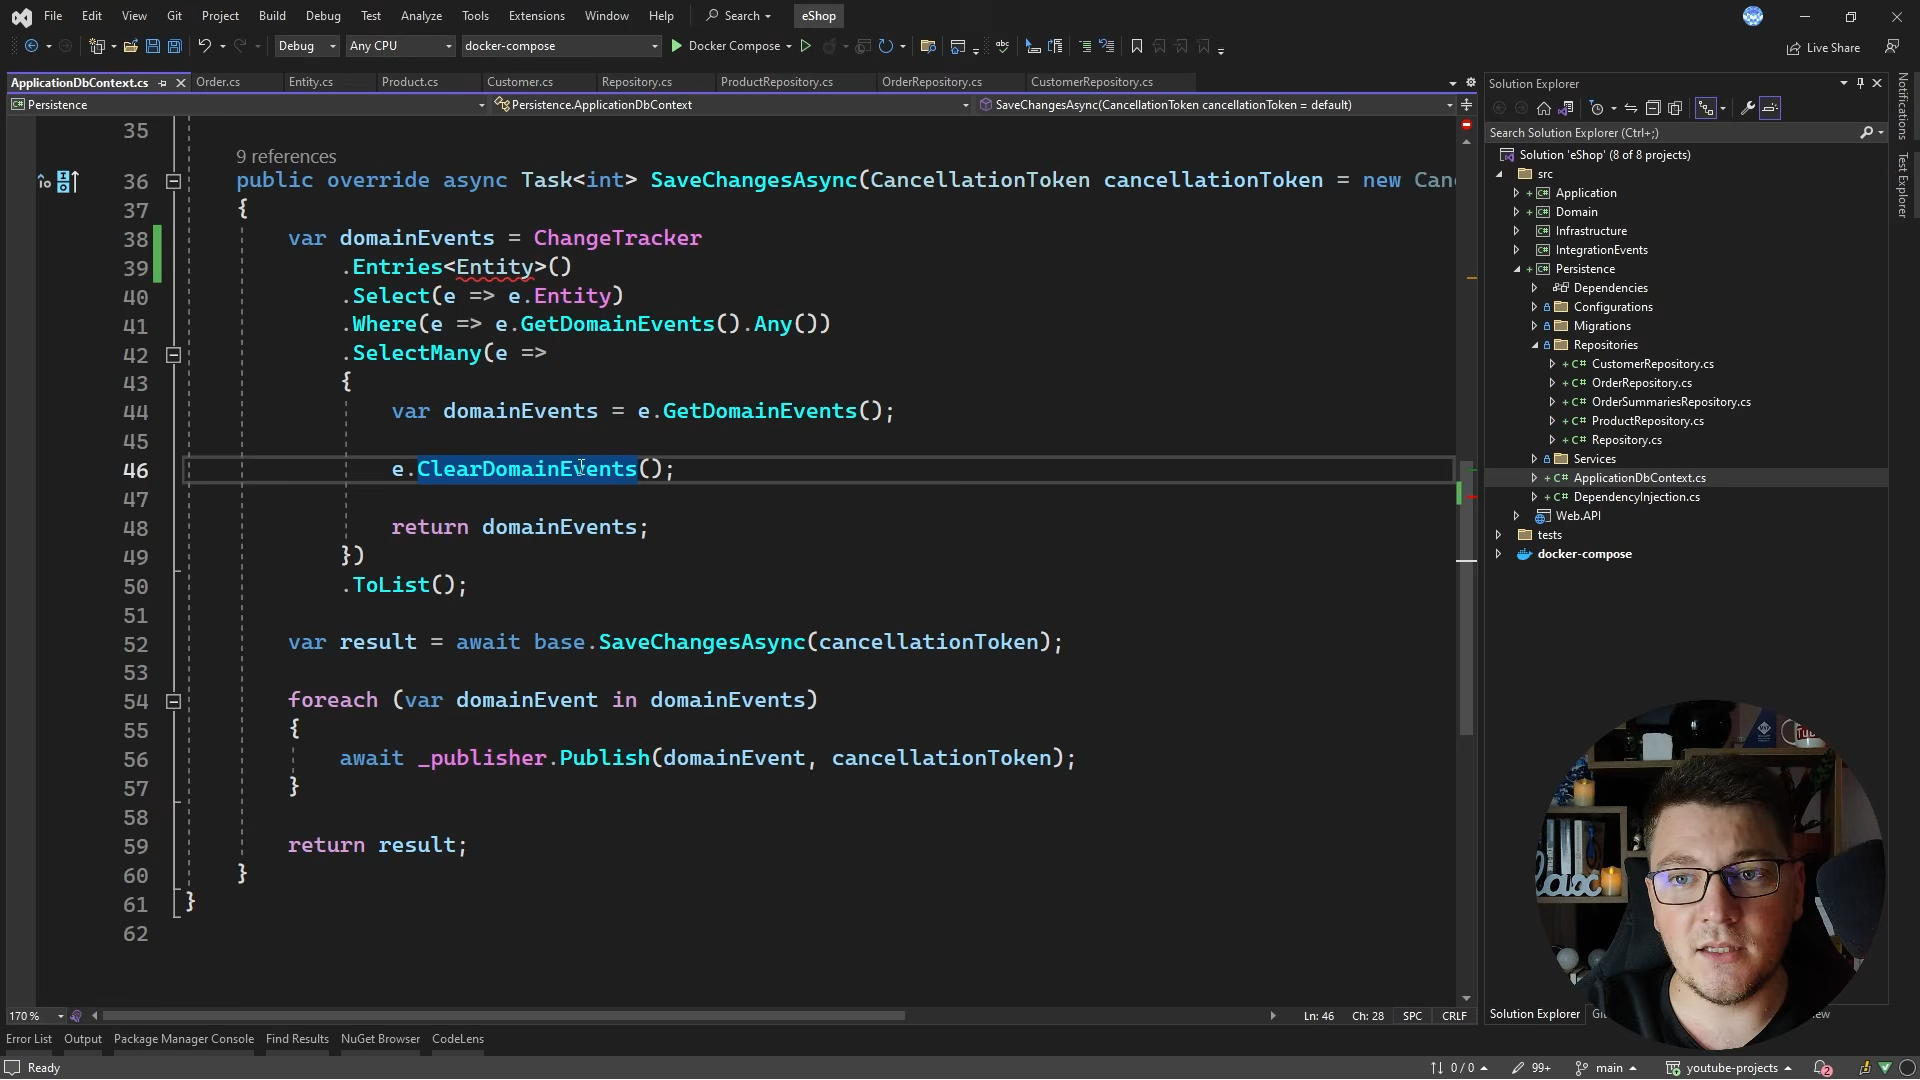 File Edit View Git Project Build Debug Test Analyze Tools Extensions Window Help Search eShop
Debug Any CPU docker-compose Docker Compose Live Share
ApplicationDbContext.cs Order.cs Entity.cs Product.cs Customer.cs Repository.cs ProductRepository.cs OrderRepository.cs CustomerRepository.cs
Persistence Persistence.ApplicationDbContext SaveChangesAsync(CancellationToken cancellationToken = default)
35
9 references
36 public override async Task<int> SaveChangesAsync(CancellationToken cancellationToken = new Canc
37 {
38 var domainEvents = ChangeTracker
39 .Entries<Entity>()
40 .Select(e => e.Entity)
41 .Where(e => e.GetDomainEvents().Any())
42 .SelectMany(e =>
43 {
44 var domainEvents = e.GetDomainEvents();
45
46 e.ClearDomainEvents();
47
48 return domainEvents;
49 })
50 .ToList();
51
52 var result = await base.SaveChangesAsync(cancellationToken);
53
54 foreach (var domainEvent in domainEvents)
55 {
56 await _publisher.Publish(domainEvent, cancellationToken);
57 }
58
59 return result;
60 }
61 }
62
170 % Ln: 46 Ch: 28 SPC CRLF
Error List Output Package Manager Console Find Results NuGet Browser CodeLens
Ready 0 / 0 99+ main youtube-projects 2
Solution Explorer
Search Solution Explorer (Ctrl+;)
Solution 'eShop' (8 of 8 projects)
src
Application
Domain
Infrastructure
IntegrationEvents
Persistence
Dependencies
Configurations
Migrations
Repositories
CustomerRepository.cs
OrderRepository.cs
OrderSummariesRepository.cs
ProductRepository.cs
Repository.cs
Services
ApplicationDbContext.cs
DependencyInjection.cs
Web.API
tests
docker-compose
Solution Explorer
Notifications
Test Explorer